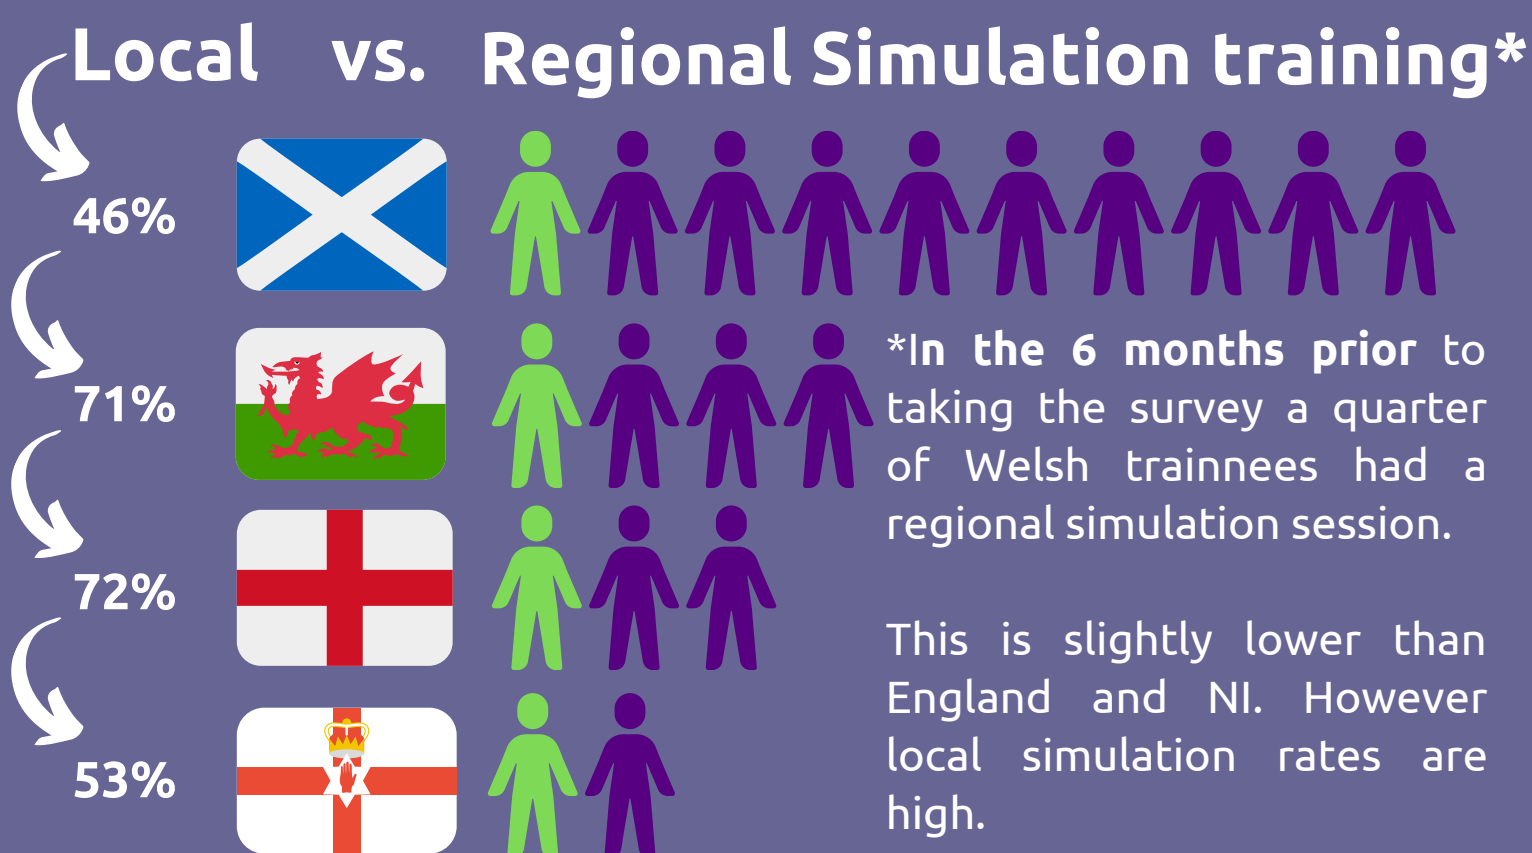 Local vs. Regional Simulation training*
46%
71%
72%
53%
*In the 6 months prior to
taking the survey a quarter
of Welsh trainnees had a
regional simulation session.
This is slightly lower than
England and NI. However
local simulation rates are
high.